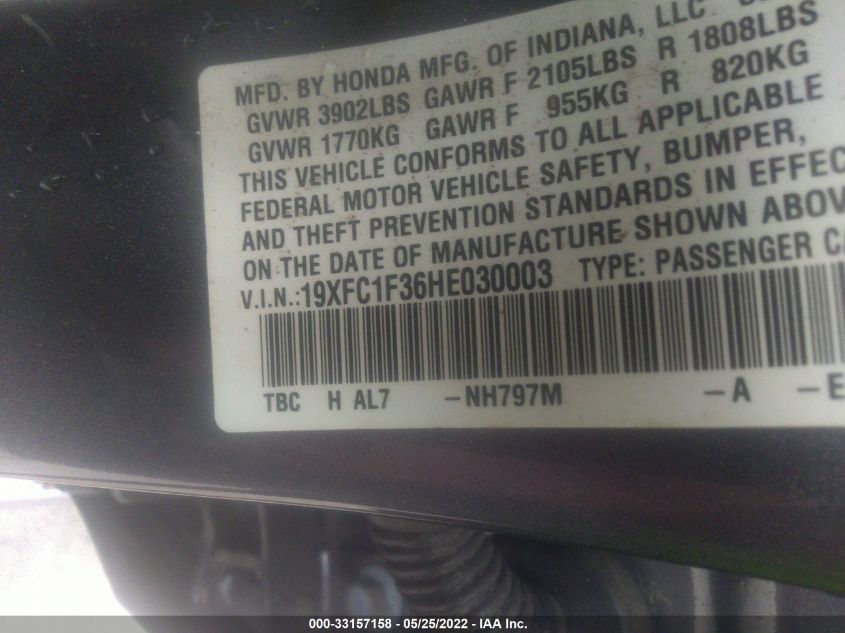 MFD. BY HONDA MFG. OF INDIANA, LLC
GVWR 3902LBS GAWR F 2105LBS R 1808LBS
GVWR 1770KG GAWR F 955KG R 820KG
THIS VEHICLE CONFORMS TO ALL APPLICABLE
FEDERAL MOTOR VEHICLE SAFETY, BUMPER,
AND THEFT PREVENTION STANDARDS IN EFFEC
ON THE DATE OF MANUFACTURE SHOWN ABOV
V.I.N.:19XFC1F36HE030003 TYPE: PASSENGER CA
TBC H AL7 -NH797M -A -E
000-33157158 - 05/25/2022 - IAA Inc.